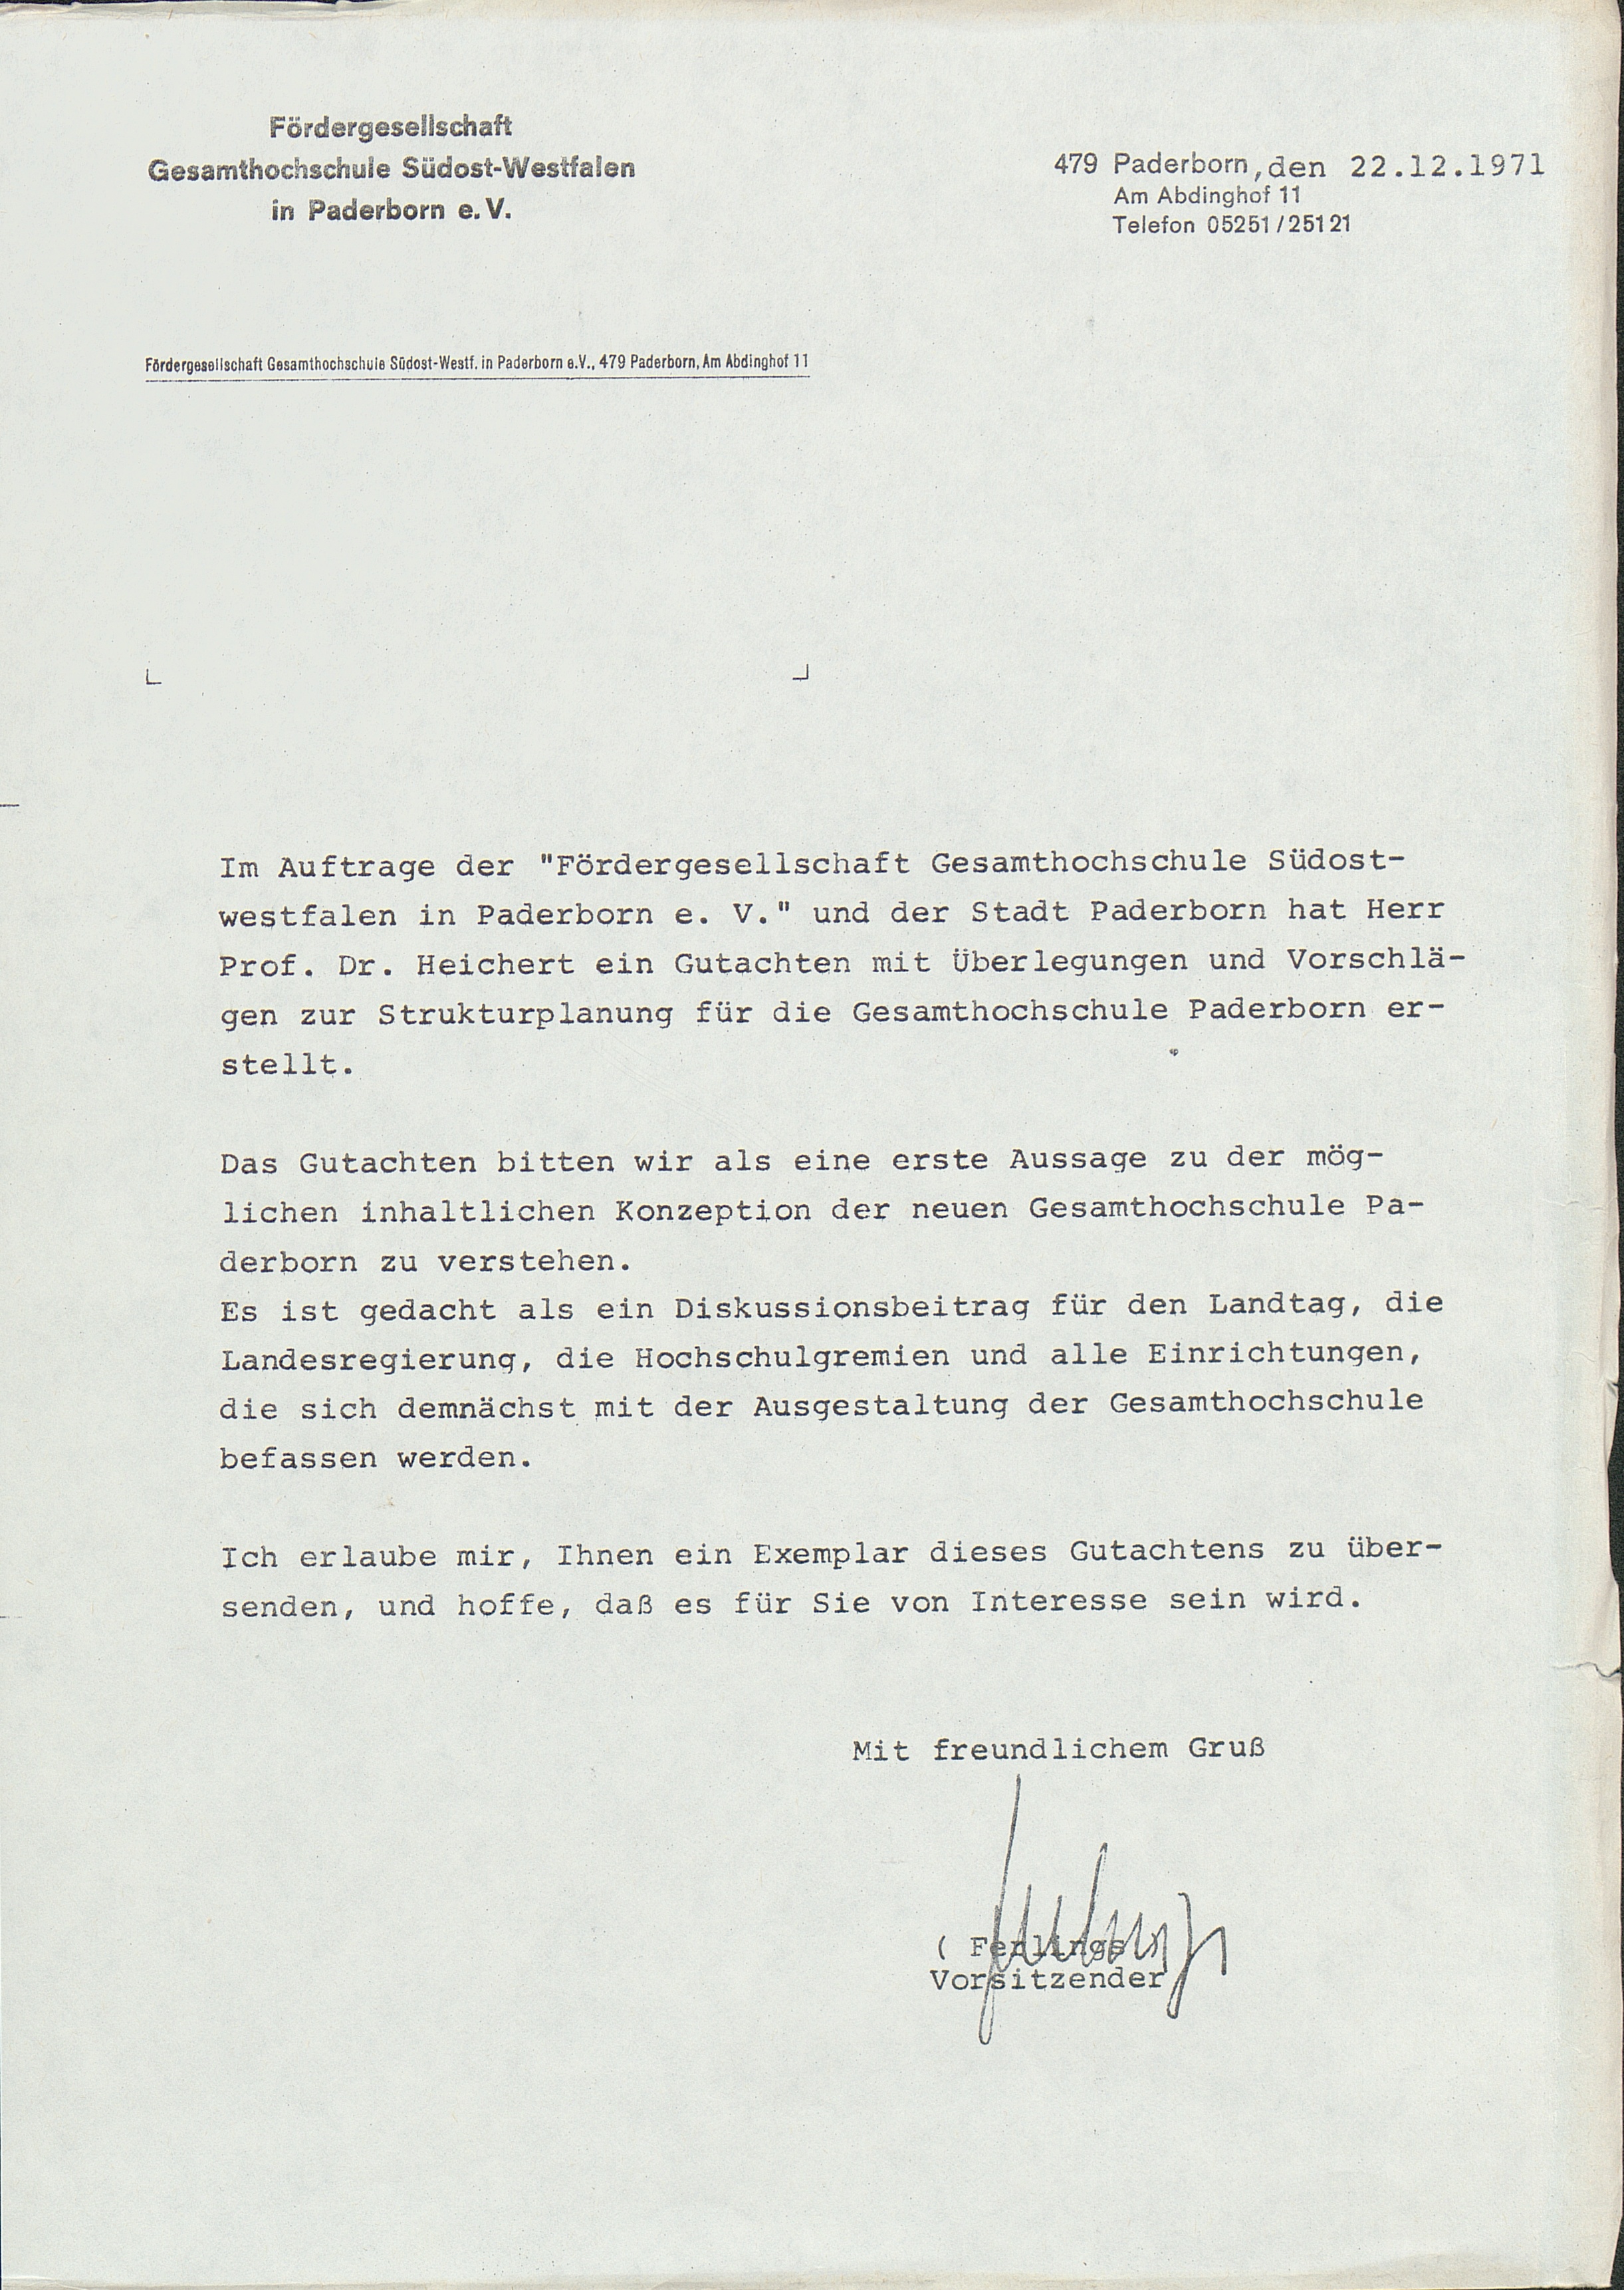 Fördergesellschaft
Gesamthochschule Südost-Westfalen
in Paderborn e.V.
479 Paderborn, den 22.12.1971
Am Abdinghof 11
Telefon 05251/25121
Fördergesellschaft Gesamthochschule Südost-Westf. in Paderborn e.V., 479 Paderborn, Am Abdinghof 11
Im Auftrage der "Fördergesellschaft Gesamthochschule Südost-
westfalen in Paderborn e. V." und der Stadt Paderborn hat Herr
Prof. Dr. Heichert ein Gutachten mit Überlegungen und Vorschlä-
gen zur Strukturplanung für die Gesamthochschule Paderborn er-
stellt.
Das Gutachten bitten wir als eine erste Aussage zu der mög-
lichen inhaltlichen Konzeption der neuen Gesamthochschule Pa-
derborn zu verstehen.
Es ist gedacht als ein Diskussionsbeitrag für den Landtag, die
Landesregierung, die Hochschulgremien und alle Einrichtungen,
die sich demnächst mit der Ausgestaltung der Gesamthochschule
befassen werden.
Ich erlaube mir, Ihnen ein Exemplar dieses Gutachtens zu über-
senden, und hoffe, daß es für Sie von Interesse sein wird.
Mit freundlichem Gruß
( Ferlings )
Vorsitzender